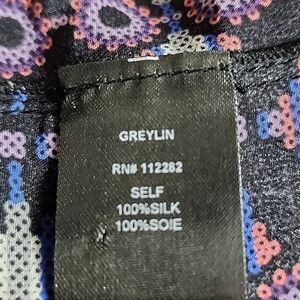 GREYLIN
RN# 112282
SELF
100%SILK
100%SOIE